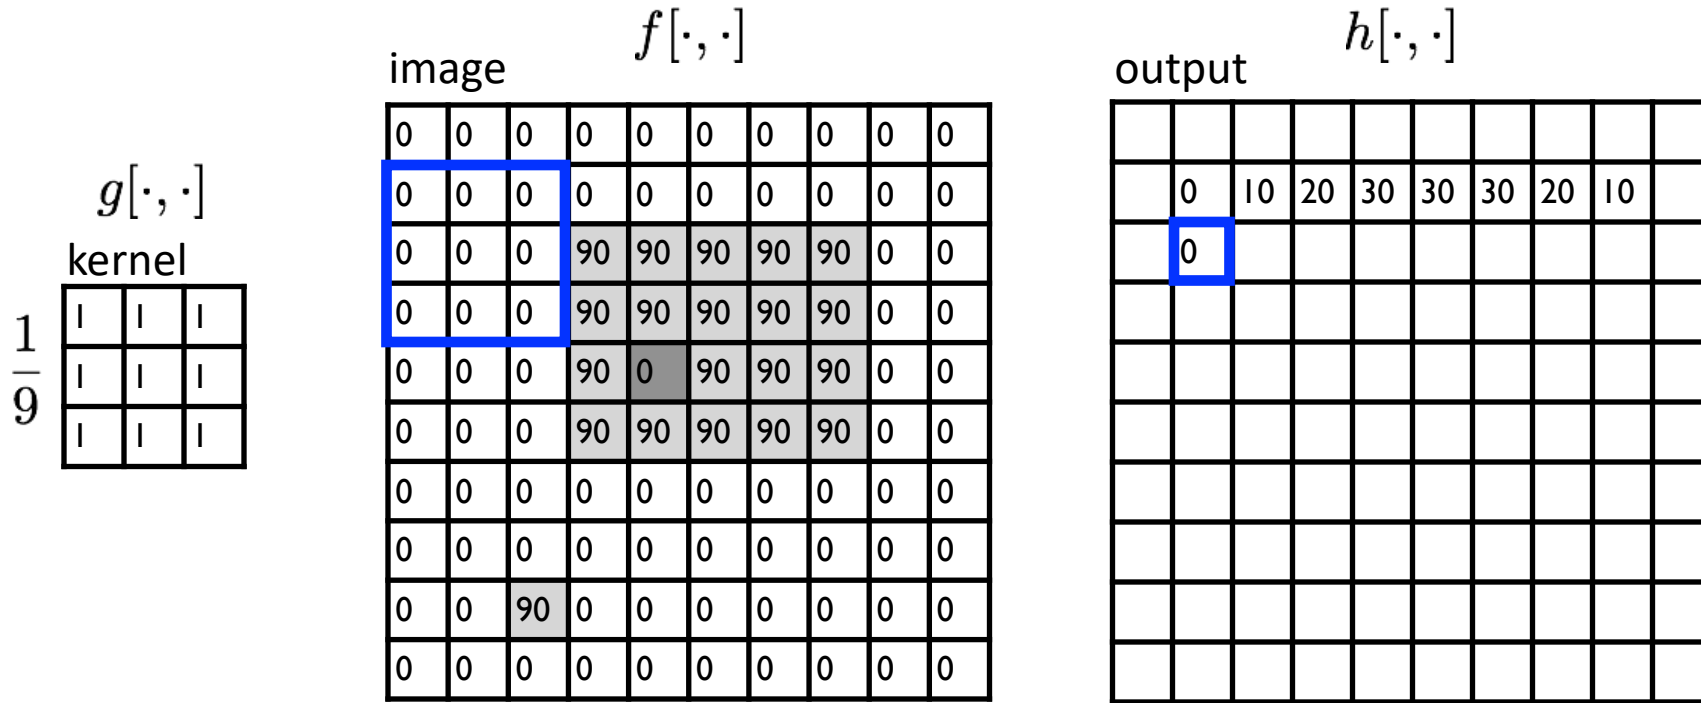 f[·, ·]
h[·, ·]
image
output
0 0 0 0 0 0 0 0 0 0
0 0 0 0 0 0 0 0 0 0
0 10 20 30 30 30 20 10
g[·, ·]
0 0 0 90 90 90 90 90 0 0
0
kernel
0 0 0 90 90 90 90 90 0 0
1 1 1
1/9
0 0 0 90 0 90 90 90 0 0
1 1 1
0 0 0 90 90 90 90 90 0 0
1 1 1
0 0 0 0 0 0 0 0 0 0
0 0 0 0 0 0 0 0 0 0
0 0 90 0 0 0 0 0 0 0
0 0 0 0 0 0 0 0 0 0